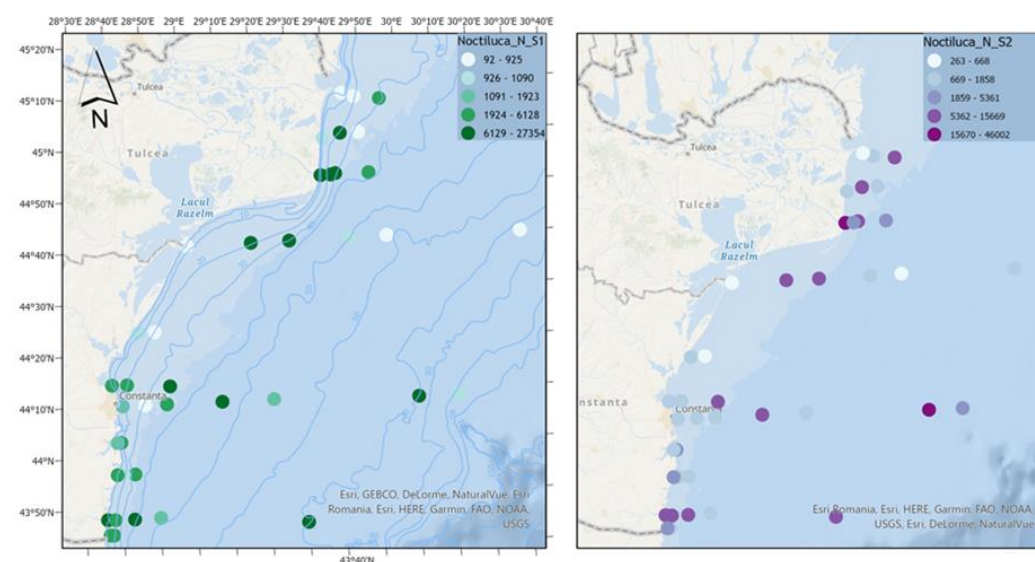 28°30'E 28°40'E 28°50'E 29°E 29°10'E 29°20'E 29°30'E 29°40'E 29°50'E 30°E 30°10'E 30°20'E 30°30'E 30°40'E
45°20'N
45°10'N
45°N
44°50'N
44°40'N
44°30'N
44°20'N
44°10'N
44°N
43°50'N
43°40'N
N
Tulcea
Tulcea
Lacul
Razelm
Constanta
Noctiluca_N_S1
92 - 925
926 - 1090
1091 - 1923
1924 - 6128
6129 - 27354
Esri, GEBCO, DeLorme, NaturalVue, Esri
Romania, Esri, HERE, Garmin, FAO, NOAA,
USGS
Noctiluca_N_S2
263 - 668
669 - 1858
1859 - 5361
5362 - 15669
15670 - 46002
Tulcea
Tulcea
Lacul
Razelm
nstanta
Constanta
Esri Romania, Esri, HERE, Garmin, FAO, NOAA,
USGS, Esri, DeLorme, NaturalVue